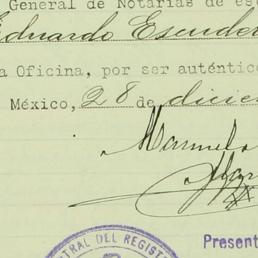 General de Notarías de es
Eduardo Escuder
a Oficina, por ser auténtic
México, 28 de dicie
Manuel
Present
TRAL DEL REGIST